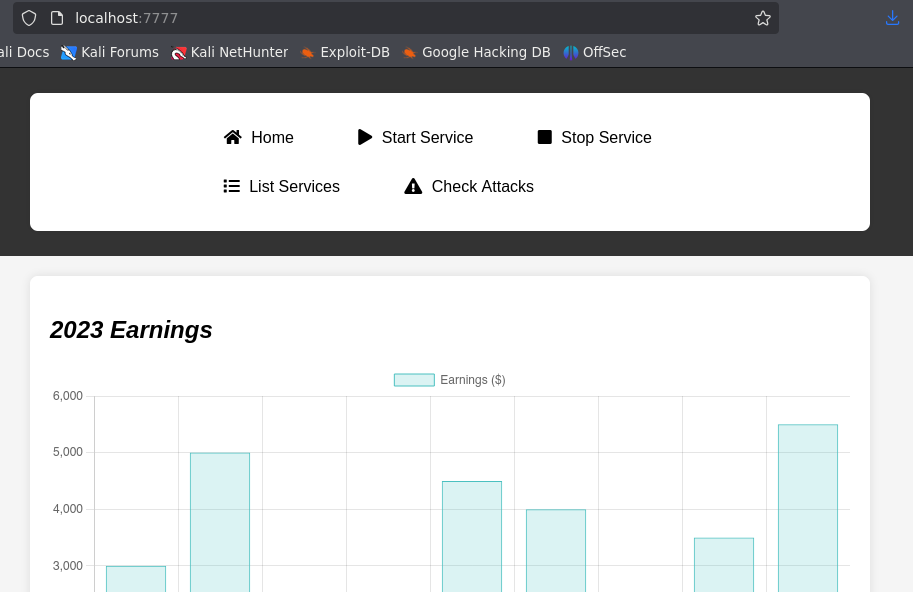 localhost:7777
ali Docs Kali Forums Kali NetHunter Exploit-DB Google Hacking DB OffSec
Home Start Service Stop Service
List Services Check Attacks
2023 Earnings
Earnings ($)
6,000
5,000
4,000
3,000